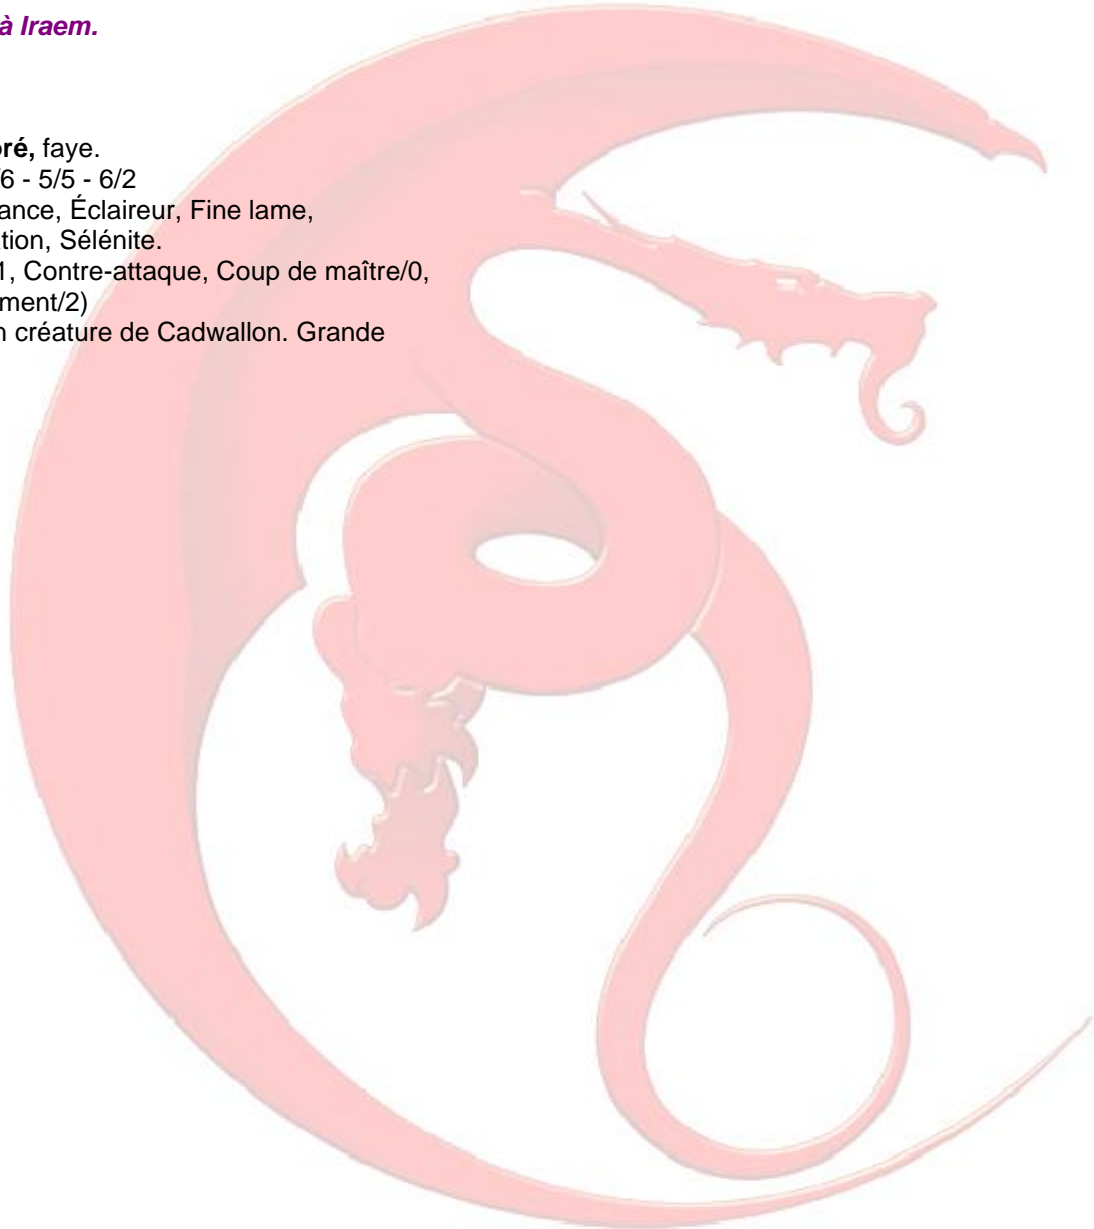 à Iraem.
oré, faye.
/6 - 5/5 - 6/2
ance, Éclaireur, Fine lame,
ation, Sélénite.
1, Contre-attaque, Coup de maître/0,
ment/2)
n créature de Cadwallon. Grande